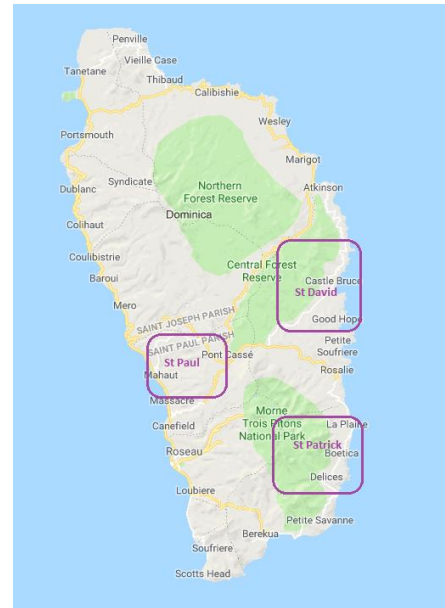 Penville
Vieille Case
Tanetane
Thibaud
Calibishie
Wesley
Portsmouth
Marigot
Syndicate
Northern
Forest Reserve
Atkinson
Dublanc
Dominica
Colihaut
Coulibistrie
Central Forest
Reserve
Baroui
Castle Bruce
St David
Mero
SAINT JOSEPH PARISH
Good Hope
SAINT PAUL PARISH
Petite
Soufriere
Pont Cassé
St Paul
Rosalie
Mahaut
Massacre
Morne
Trois Pitons
National Park
La Plaine
Canefield
St Patrick
Roseau
Boetica
Delices
Loubiere
Petite Savanne
Berekua
Soufriere
Scotts Head